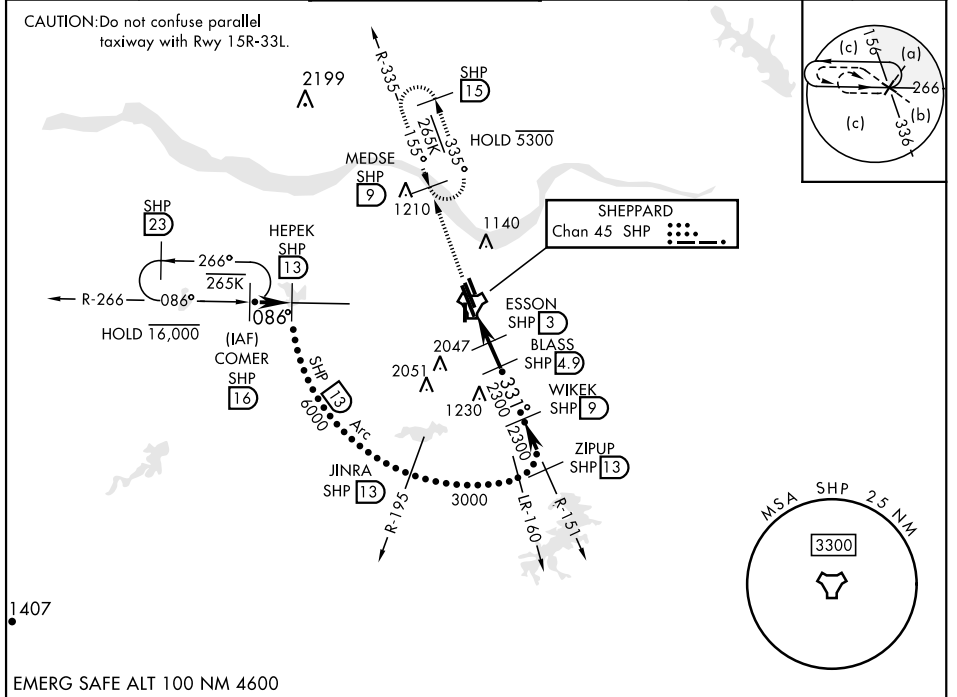 CAUTION:Do not confuse parallel
taxiway with Rwy 15R-33L.
2199
R-335
SHP
15
265K
155°
335°
HOLD 5300
MEDSE
SHP
9
1210
1140
SHEPPARD
Chan 45 SHP
156
(c)
(a)
266
(b)
(c)
336
SHP
23
HEPEK
SHP
13
266°
265K
R-266
086°
086°
HOLD 16,000
(IAF)
COMER
SHP
16
ESSON
SHP 3
2047
BLASS
SHP 4.9
2051
1230
331°
2300
WIKEK
SHP 9
2300
SHP 13 Arc
6000
ZIPUP
SHP 13
JINRA
SHP 13
3000
R-195
LR-160
R-151
MSA SHP 25 NM
3300
1407
EMERG SAFE ALT 100 NM 4600